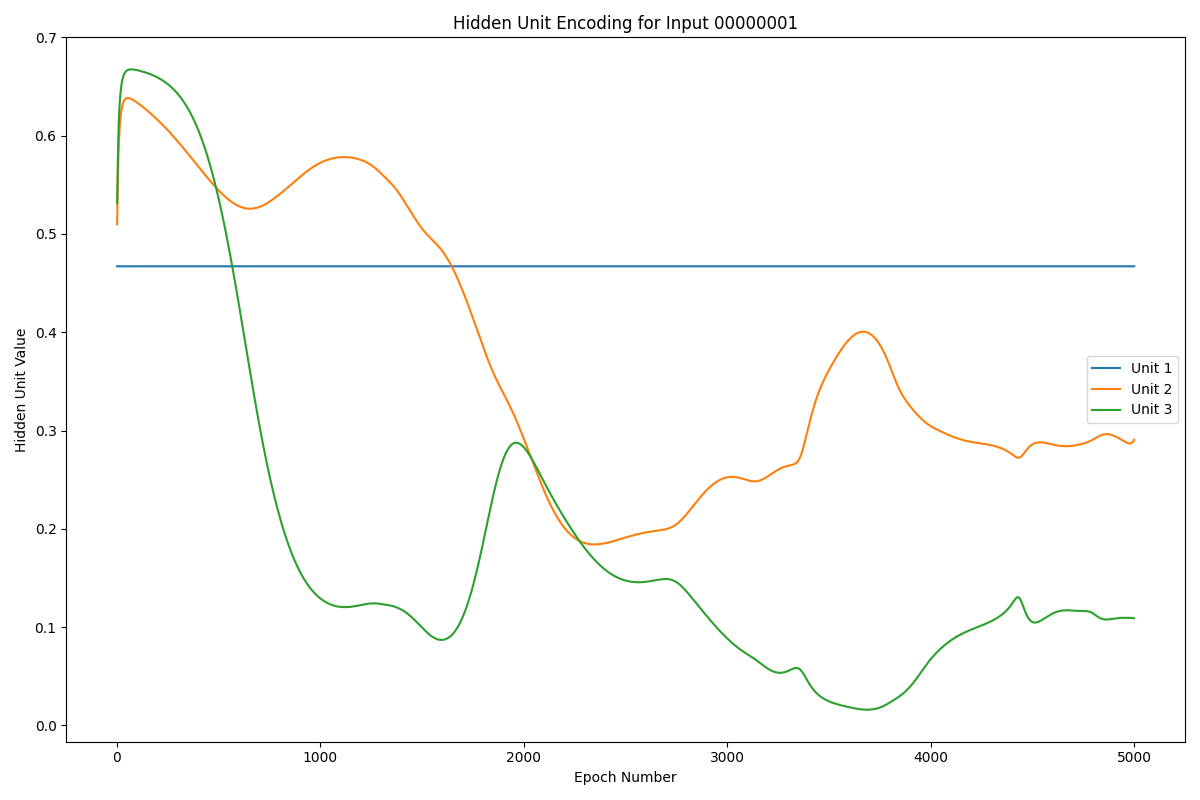 Hidden Unit Encoding for Input 00000001
0.7
0.6
0.5
0.4
0.3
0.2
0.1
0.0
Hidden Unit Value
Unit 1
Unit 2
Unit 3
0 1000 2000 3000 4000 5000
Epoch Number